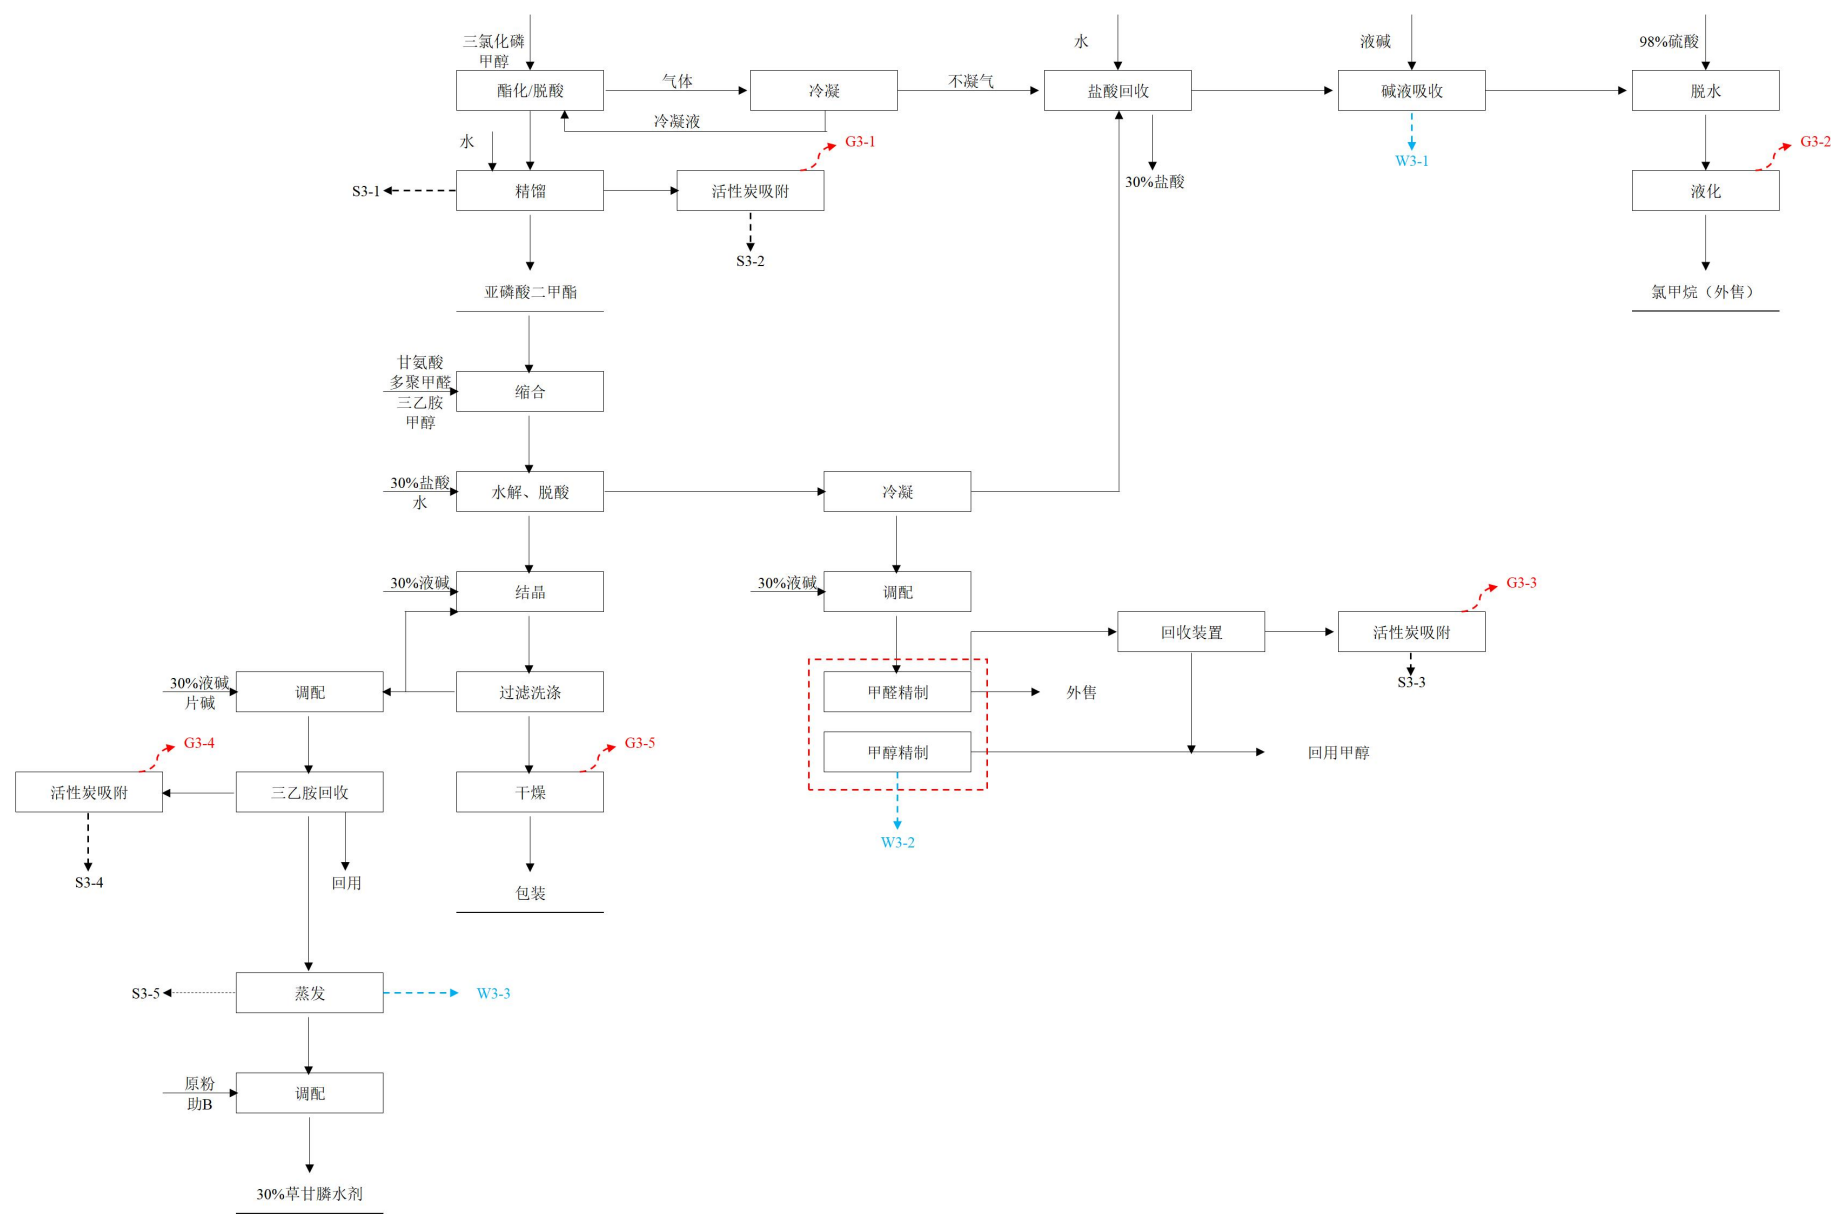 三氯化磷
甲醇
水
液碱
98%硫酸
酯化/脱酸
气体
冷凝
不凝气
盐酸回收
碱液吸收
脱水
冷凝液
水
G3-1
W3-1
G3-2
30%盐酸
S3-1
精馏
活性炭吸附
液化
S3-2
亚磷酸二甲酯
氯甲烷（外售）
甘氨酸
多聚甲醛
三乙胺
甲醇
缩合
30%盐酸
水
水解、脱酸
冷凝
30%液碱
结晶
30%液碱
调配
G3-3
回收装置
活性炭吸附
S3-3
30%液碱
片碱
调配
过滤洗涤
甲醛精制
外售
G3-4
G3-5
甲醇精制
回用甲醇
活性炭吸附
三乙胺回收
干燥
W3-2
S3-4
回用
包装
S3-5
蒸发
W3-3
原粉
助B
调配
30%草甘膦水剂